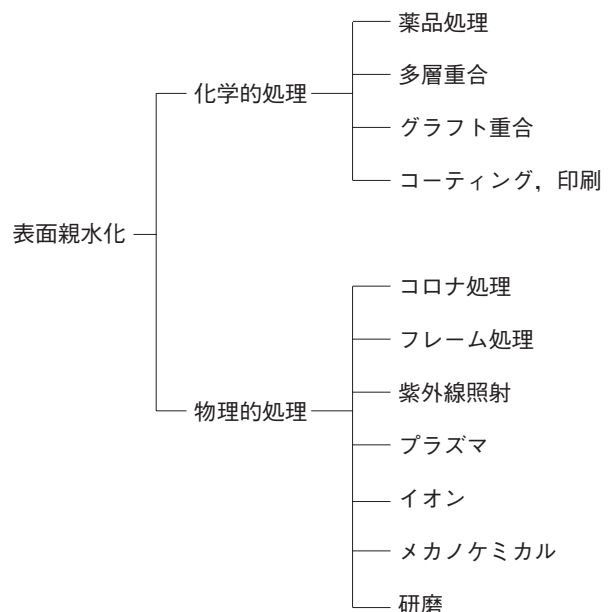 表面親水化
化学的処理
薬品処理
多層重合
グラフト重合
コーティング，印刷
物理的処理
コロナ処理
フレーム処理
紫外線照射
プラズマ
イオン
メカノケミカル
研磨